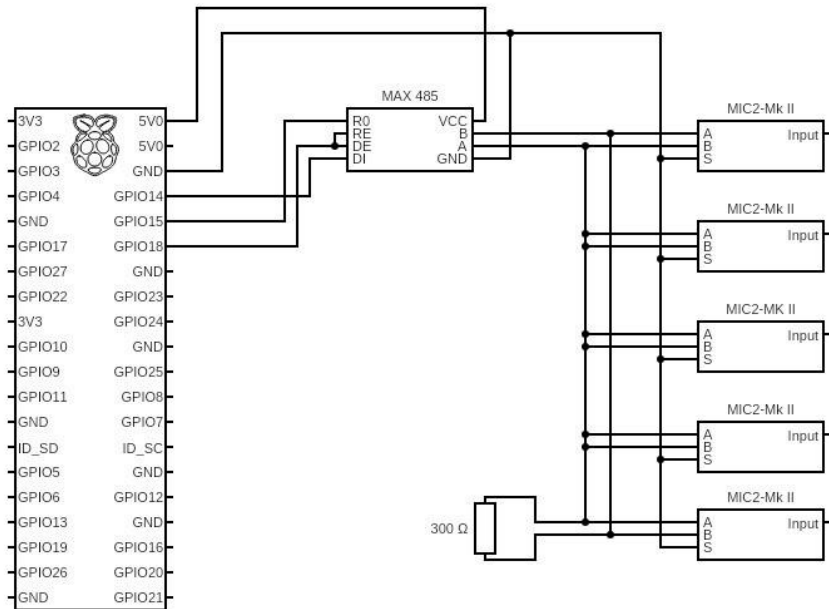 MAX 485
R0
RE
DE
DI
VCC
B
A
GND
3V3
GPIO2
GPIO3
GPIO4
GND
GPIO17
GPIO27
GPIO22
3V3
GPIO10
GPIO9
GPIO11
GND
ID_SD
GPIO5
GPIO6
GPIO13
GPIO19
GPIO26
GND
5V0
5V0
GND
GPIO14
GPIO15
GPIO18
GND
GPIO23
GPIO24
GND
GPIO25
GPIO8
GPIO7
ID_SC
GND
GPIO12
GND
GPIO16
GPIO20
GPIO21
300 Ω
MIC2-Mk II
A
B
S
Input
MIC2-Mk II
A
B
S
Input
MIC2-MK II
A
B
S
Input
MIC2-Mk II
A
B
S
Input
MIC2-Mk II
A
B
S
Input